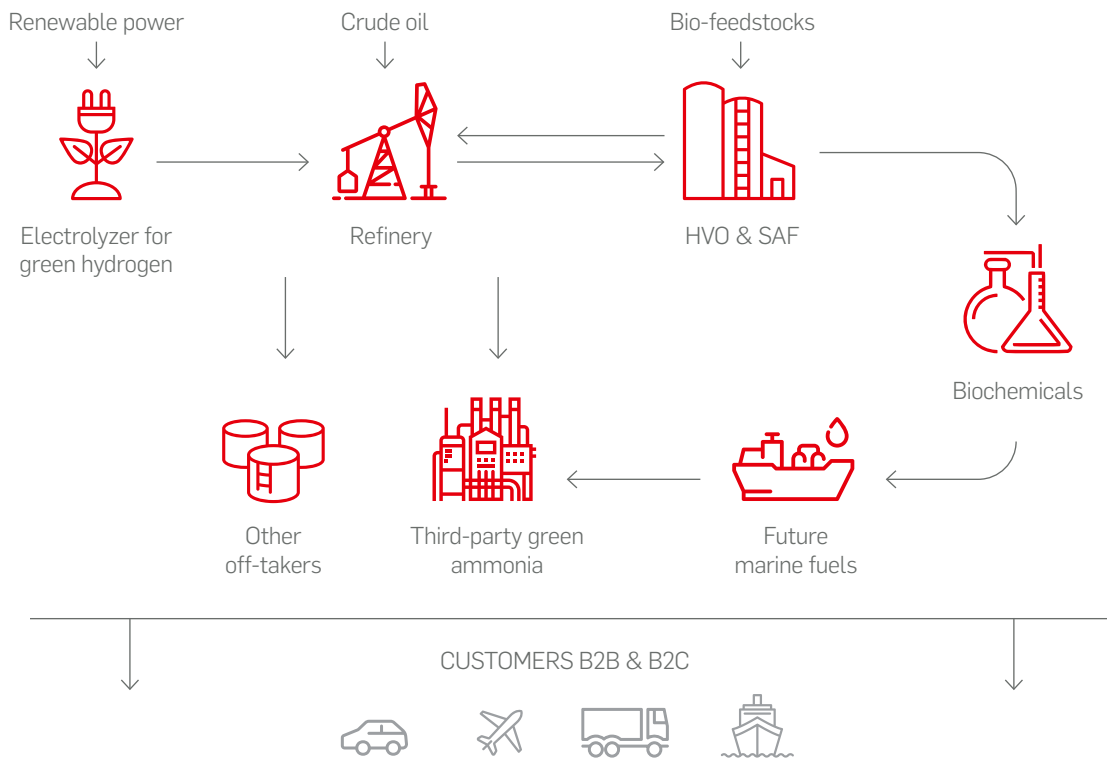 Renewable power
Crude oil
Bio-feedstocks
Electrolyzer for
green hydrogen
Refinery
HVO & SAF
Biochemicals
Other
off-takers
Third-party green
ammonia
Future
marine fuels
CUSTOMERS B2B & B2C